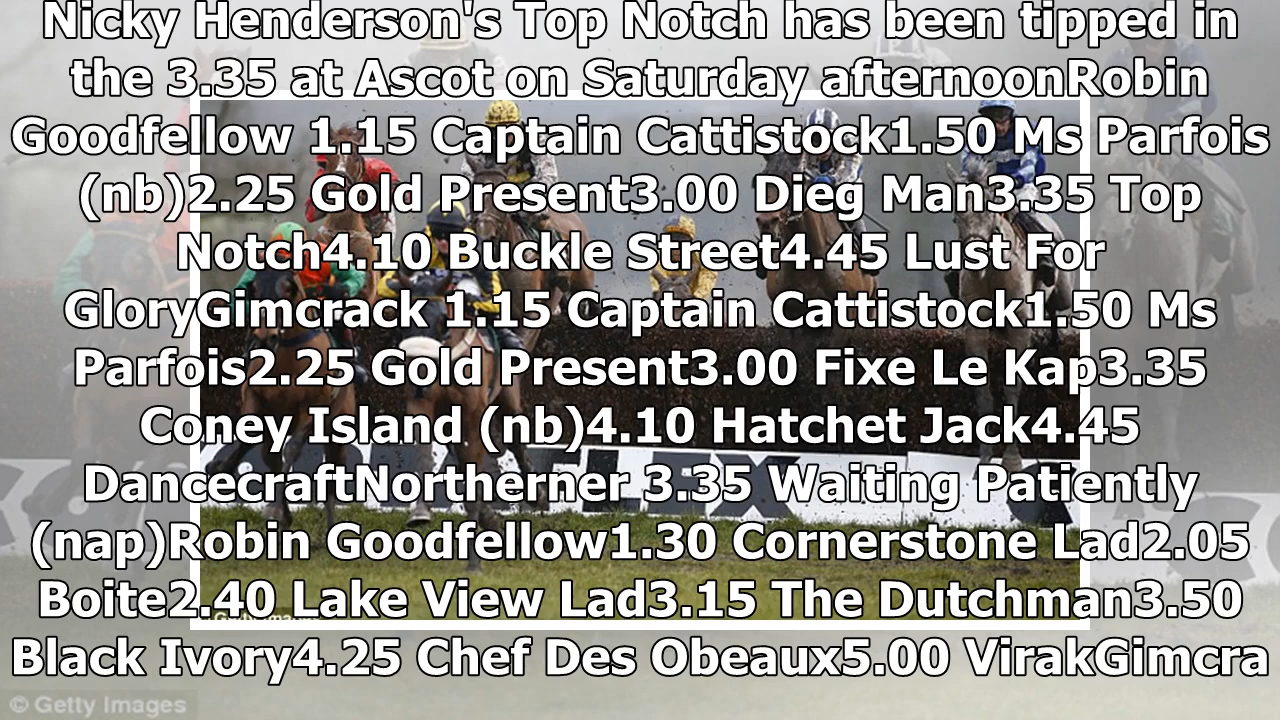 Nicky Henderson's Top Notch has been tipped in
the 3.35 at Ascot on Saturday afternoonRobin
Goodfellow 1.15 Captain Cattistock1.50 Ms Parfois
(nb)2.25 Gold Present3.00 Dieg Man3.35 Top
Notch4.10 Buckle Street4.45 Lust For
GloryGimcrack 1.15 Captain Cattistock1.50 Ms
Parfois2.25 Gold Present3.00 Fixe Le Kap3.35
Coney Island (nb)4.10 Hatchet Jack4.45
DancecraftNortherner 3.35 Waiting Patiently
(nap)Robin Goodfellow1.30 Cornerstone Lad2.05
Boite2.40 Lake View Lad3.15 The Dutchman3.50
Black Ivory4.25 Chef Des Obeaux5.00 VirakGimcra
© Getty Images